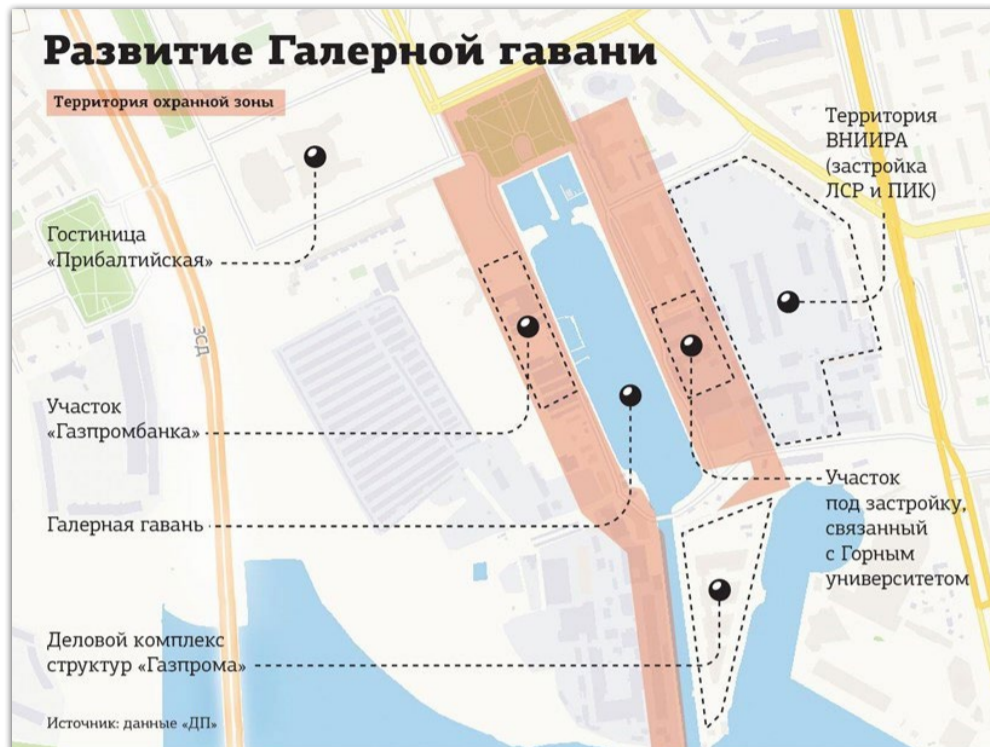 Развитие Галерной гавани
Территория охранной зоны
Территория
ВНИИРА
(застройка
ЛСР и ПИК)
Гостиница
«Прибалтийская»
ЗСД
Участок
«Газпромбанка»
Галерная гавань
Участок
под застройку,
связанный
с Горным
университетом
Деловой комплекс
структур «Газпрома»
Источник: данные «ДП»